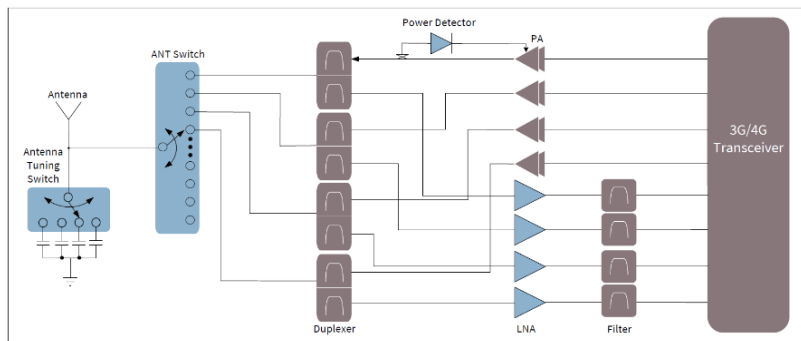 Power Detector
PA
ANT Switch
Antenna
3G/4G
Transceiver
Antenna
Tuning
Switch
Duplexer
LNA
Filter